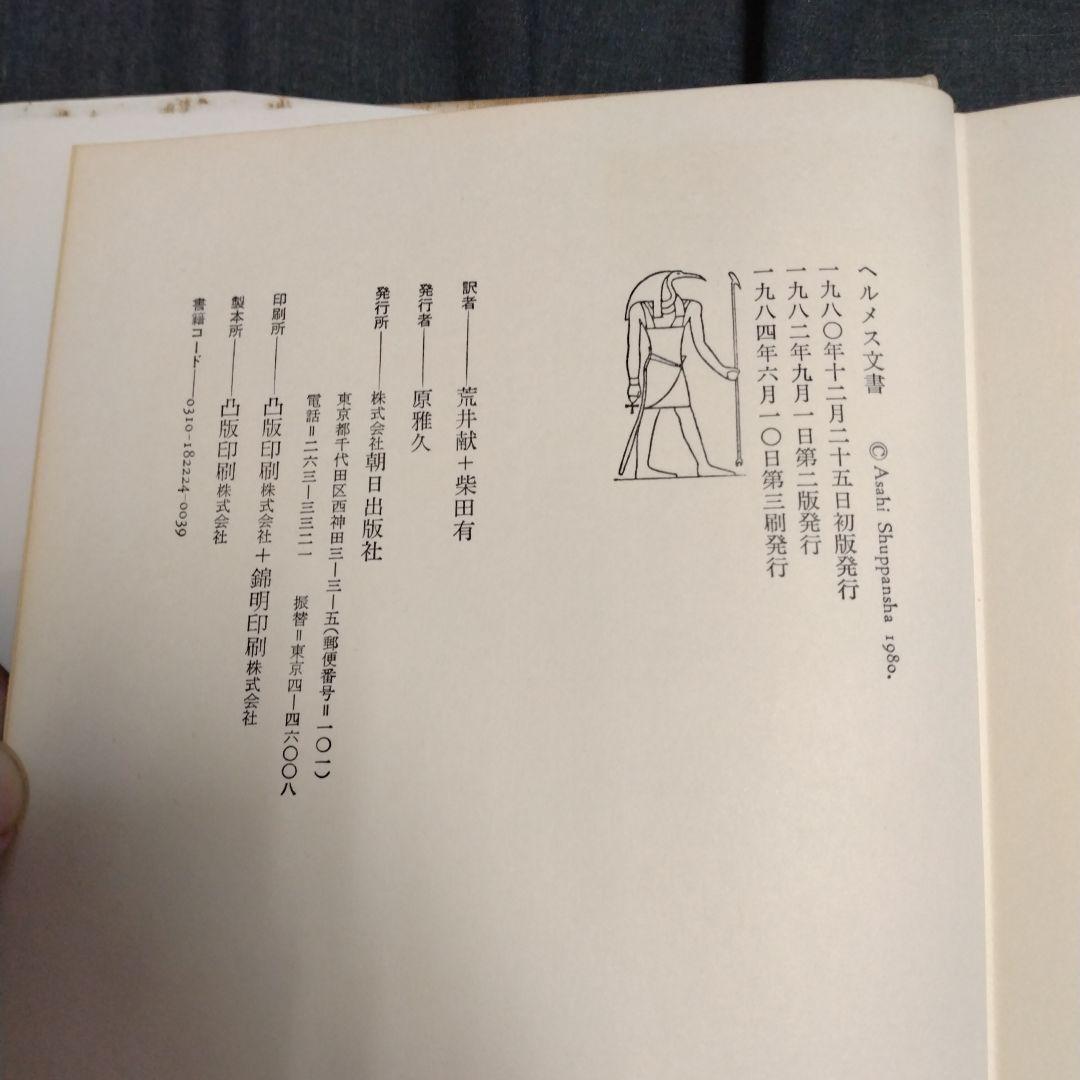 ヘルメス文書 ©Asahi Shuppansha 1980.
一九八〇年十二月二十五日初版発行
一九八二年九月一日第二版発行
一九八四年六月一〇日第三刷発行
訳者――荒井献+柴田有
発行者――原雅久
発行所――株式会社朝日出版社
東京都千代田区西神田三―三―五(郵便番号=一〇一)
電話=二六三―三三二一 振替=東京四―四六〇〇八
印刷所――凸版印刷株式会社+錦明印刷株式会社
製本所――凸版印刷株式会社
書籍コード――0310-182224-0039